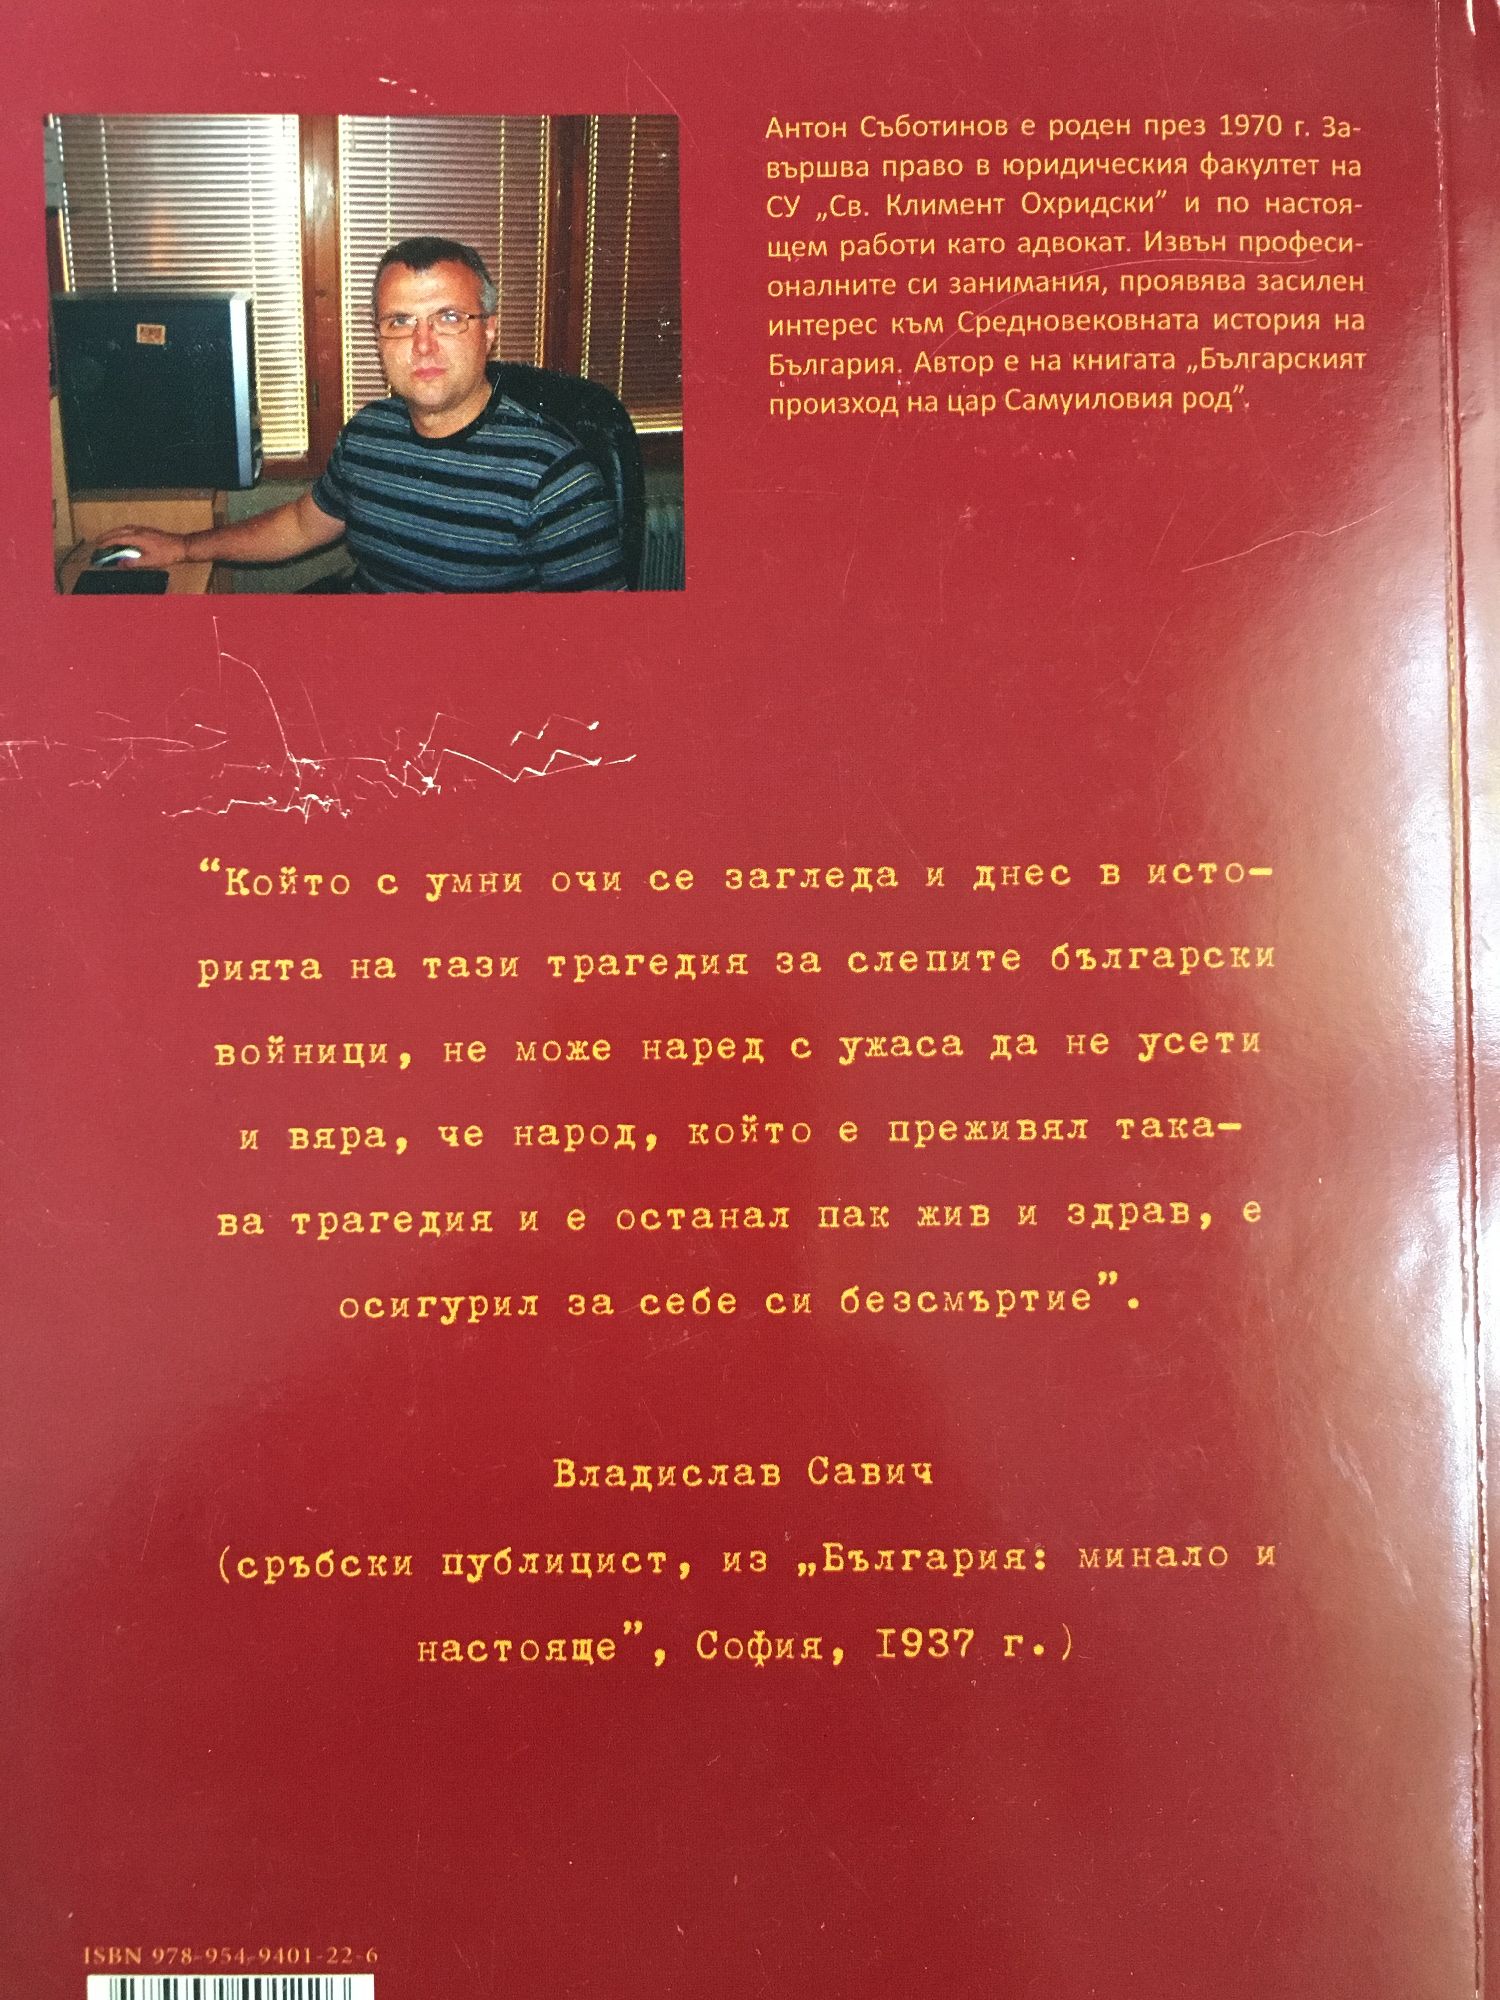 Антон Съботинов е роден през 1970 г. За-
вършва право в юридическия факултет на
СУ „Св. Климент Охридски” и по настоя-
щем работи като адвокат. Извън професи-
оналните си занимания, проявява засилен
интерес към Средновековната история на
България. Автор е на книгата „Българският
произход на цар Самуиловия род”.
“Който с умни очи се загледа и днес в исто-
рията на тази трагедия за слепите български
войници, не може наред с ужаса да не усети
и вяра, че народ, който е преживял така-
ва трагедия и е останал пак жив и здрав, е
осигурил за себе си безсмъртие”.
Владислав Савич
(сръбски публицист, из „България: минало и
настояще”, София, 1937 г.)
ISBN 978-954-9401-22-6